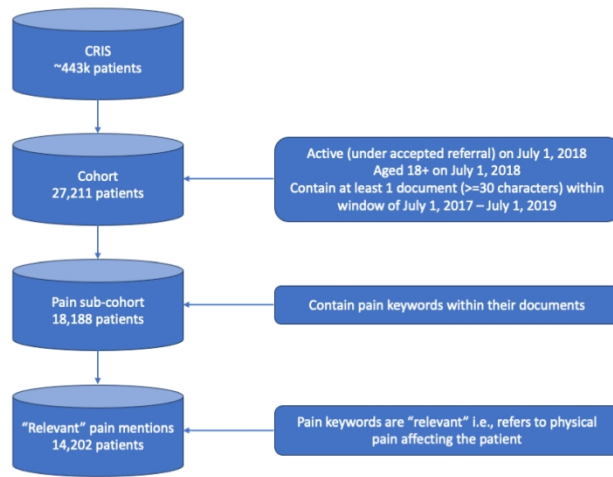 CRIS
~443k patients
Active (under accepted referral) on July 1, 2018
Aged 18+ on July 1, 2018
Contain at least 1 document (>=30 characters) within
window of July 1, 2017 – July 1, 2019
Cohort
27,211 patients
Pain sub-cohort
18,188 patients
Contain pain keywords within their documents
“Relevant” pain mentions
14,202 patients
Pain keywords are “relevant” i.e., refers to physical
pain affecting the patient